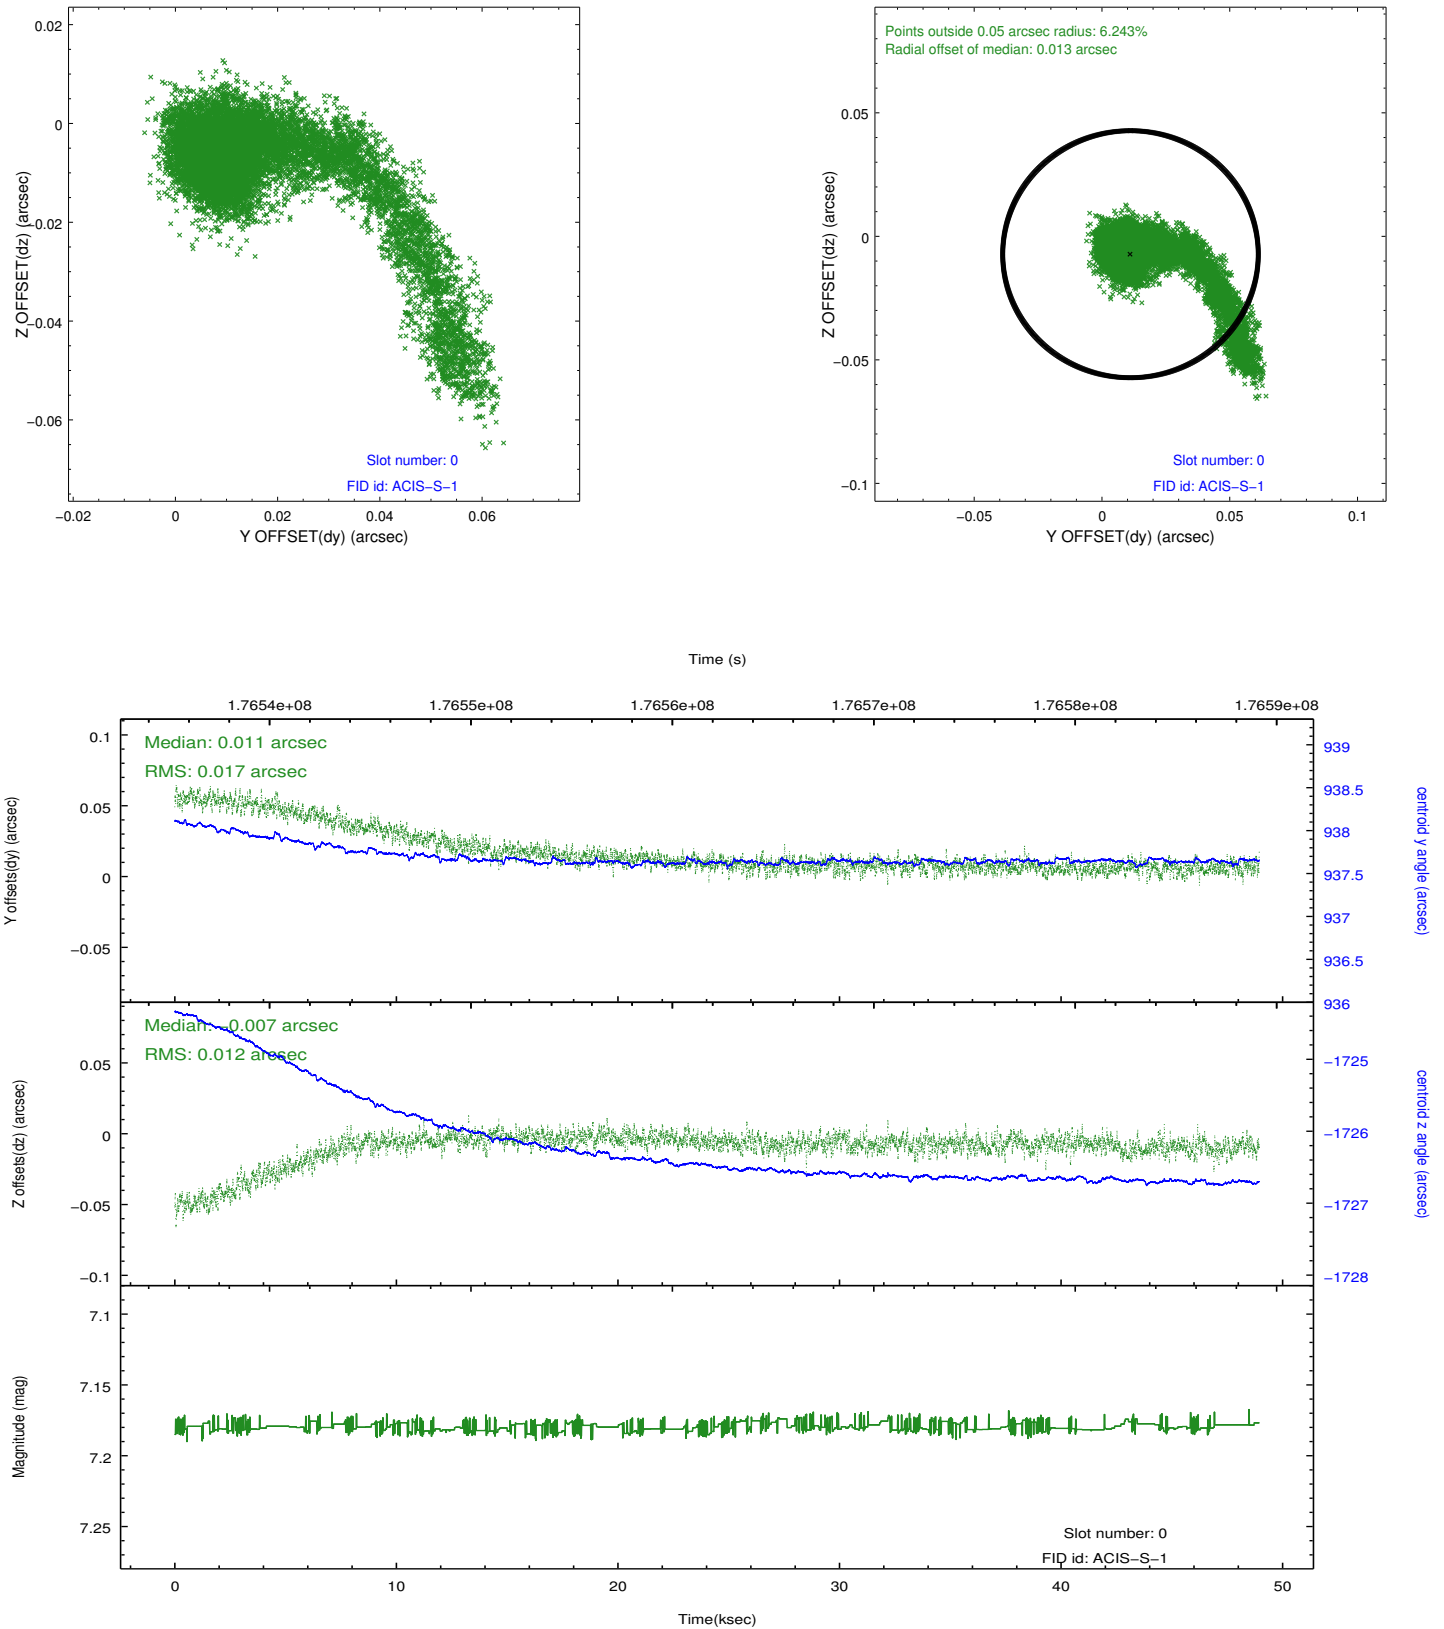 0.02
0
−0.02
−0.04
−0.06
Z OFFSET(dz) (arcsec)
Slot number: 0
FID id: ACIS−S−1
−0.02 0 0.02 0.04 0.06
Y OFFSET(dy) (arcsec)
Points outside 0.05 arcsec radius: 6.243%
Radial offset of median: 0.013 arcsec
0.05
0
−0.05
−0.1
Z OFFSET(dz) (arcsec)
Slot number: 0
FID id: ACIS−S−1
−0.05 0 0.05 0.1
Y OFFSET(dy) (arcsec)
Time (s)
1.7654e+08 1.7655e+08 1.7656e+08 1.7657e+08 1.7658e+08 1.7659e+08
Median: 0.011 arcsec
RMS: 0.017 arcsec
0.1
0.05
0
−0.05
Y offsets(dy) (arcsec)
939
938.5
938
937.5
937
936.5
936
centroid y angle (arcsec)
Median: −0.007 arcsec
RMS: 0.012 arcsec
0.05
0
−0.05
−0.1
Z offsets(dz) (arcsec)
−1725
−1726
−1727
−1728
centroid z angle (arcsec)
7.1
7.15
7.2
7.25
Magnitude (mag)
Slot number: 0
FID id: ACIS−S−1
0 10 20 30 40 50
Time(ksec)